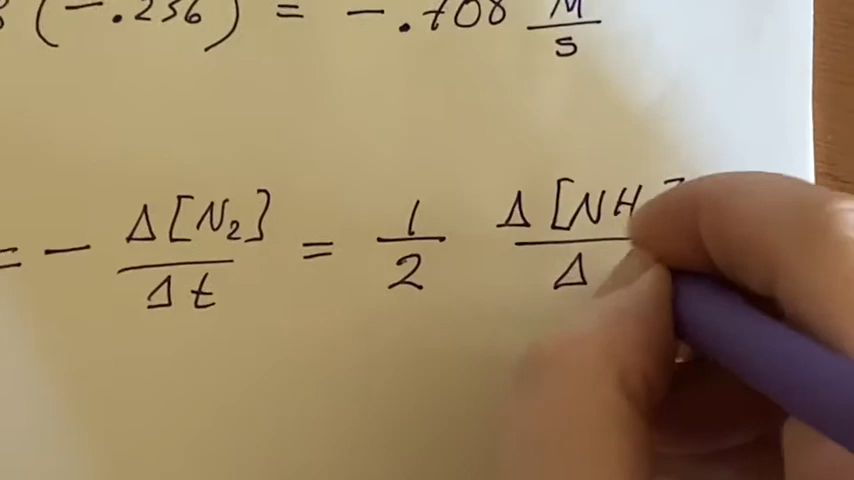 (-.236) = -.708 M/s
= - Δ[N₂]/Δt = 1/2 Δ[NH]/Δ